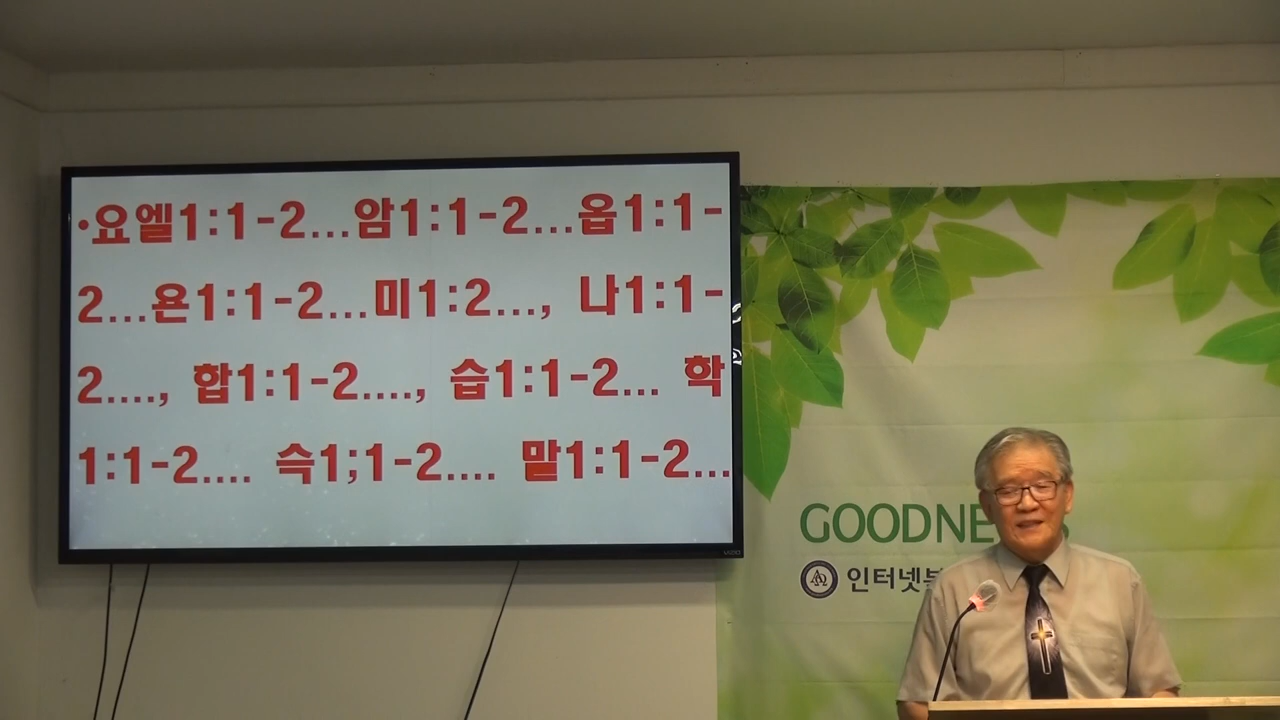 •요엘1:1-2...암1:1-2...옵1:1-
2...욘1:1-2...미1:2..., 나1:1-
2...., 합1:1-2...., 습1:1-2... 학
1:1-2.... 슥1;1-2.... 말1:1-2...
VIZIO
GOODNE S
ΑΩ
인터넷